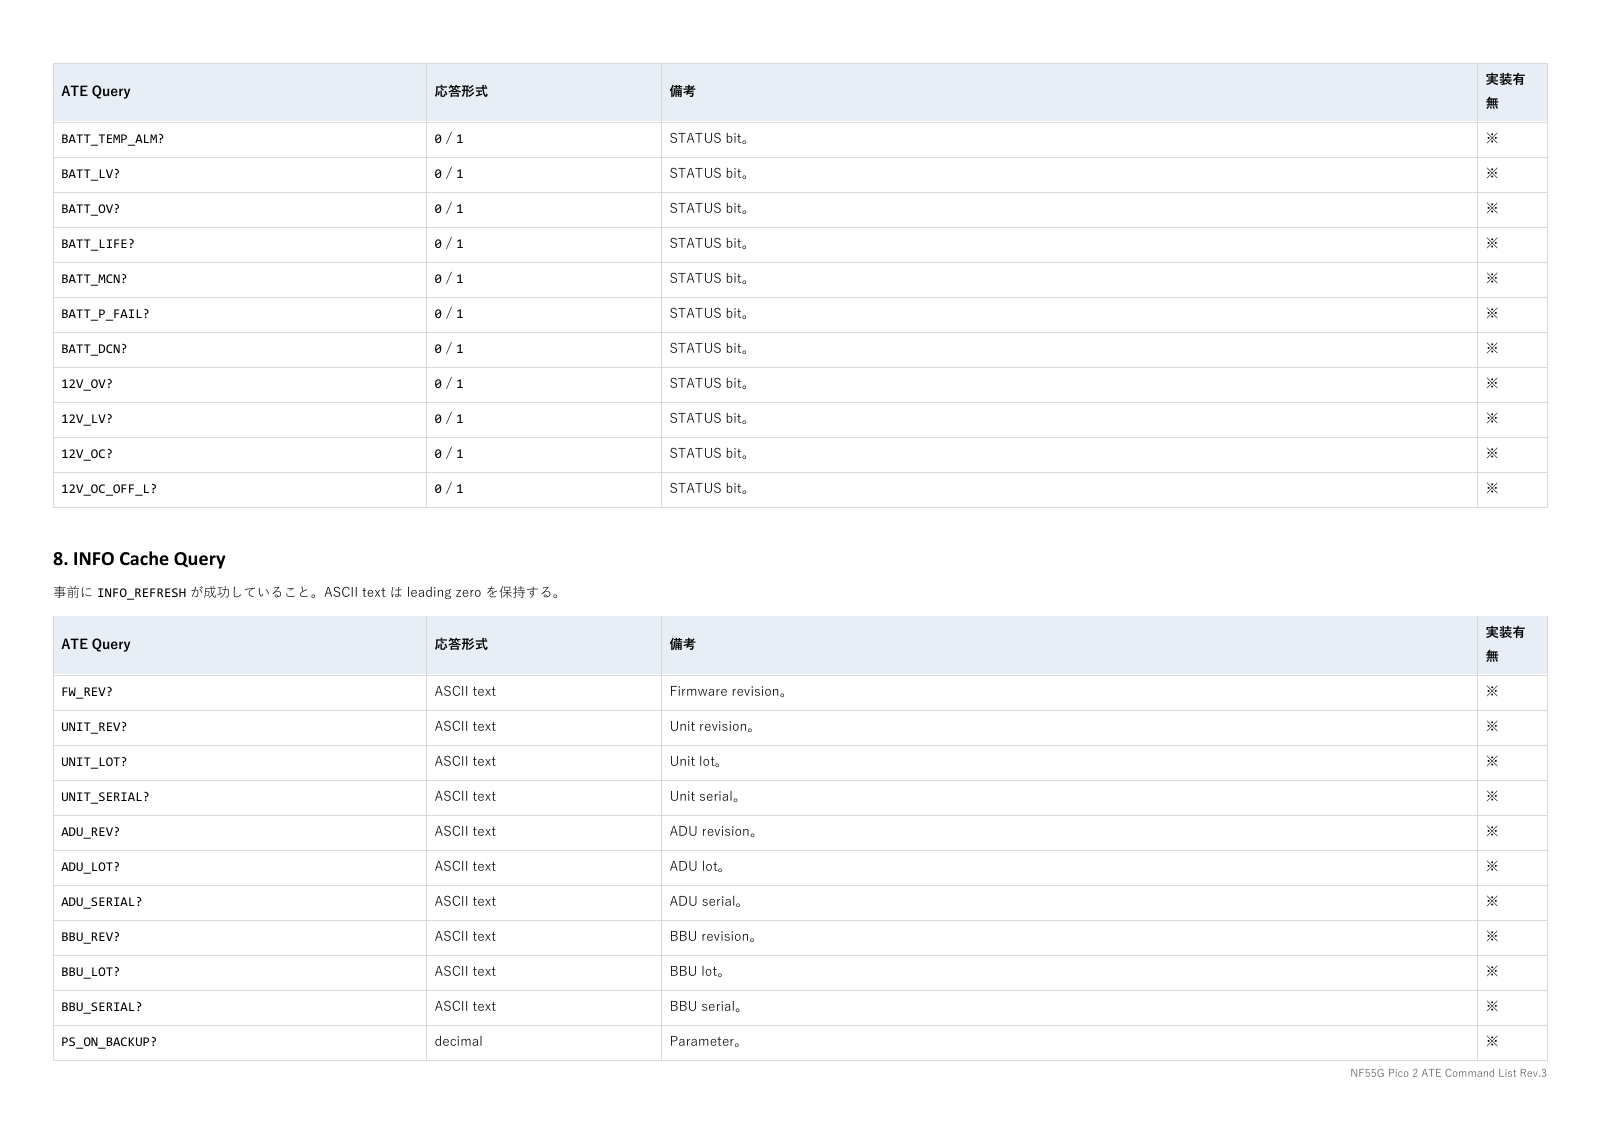 ATE Query 応答形式 備考 実装有無
BATT_TEMP_ALM? 0 / 1 STATUS bit。 ※
BATT_LV? 0 / 1 STATUS bit。 ※
BATT_OV? 0 / 1 STATUS bit。 ※
BATT_LIFE? 0 / 1 STATUS bit。 ※
BATT_MCN? 0 / 1 STATUS bit。 ※
BATT_P_FAIL? 0 / 1 STATUS bit。 ※
BATT_DCN? 0 / 1 STATUS bit。 ※
12V_OV? 0 / 1 STATUS bit。 ※
12V_LV? 0 / 1 STATUS bit。 ※
12V_OC? 0 / 1 STATUS bit。 ※
12V_OC_OFF_L? 0 / 1 STATUS bit。 ※
8. INFO Cache Query
事前に INFO_REFRESH が成功していること。ASCII text は leading zero を保持する。
ATE Query 応答形式 備考 実装有無
FW_REV? ASCII text Firmware revision。 ※
UNIT_REV? ASCII text Unit revision。 ※
UNIT_LOT? ASCII text Unit lot。 ※
UNIT_SERIAL? ASCII text Unit serial。 ※
ADU_REV? ASCII text ADU revision。 ※
ADU_LOT? ASCII text ADU lot。 ※
ADU_SERIAL? ASCII text ADU serial。 ※
BBU_REV? ASCII text BBU revision。 ※
BBU_LOT? ASCII text BBU lot。 ※
BBU_SERIAL? ASCII text BBU serial。 ※
PS_ON_BACKUP? decimal Parameter。 ※
NF55G Pico 2 ATE Command List Rev.3